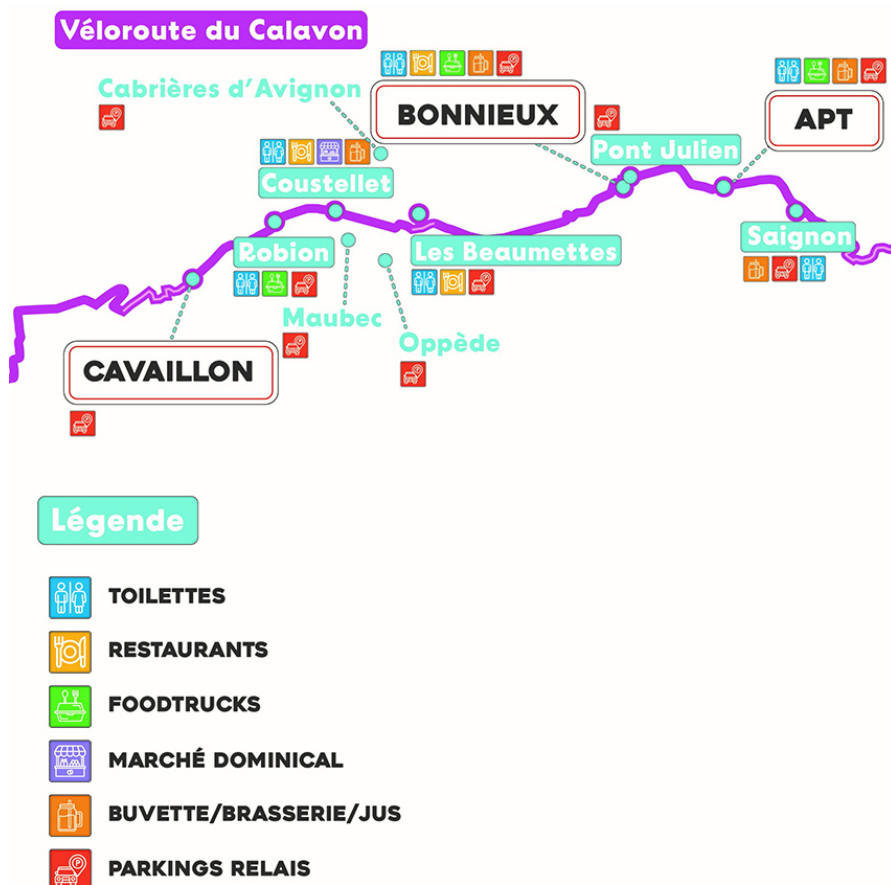 Véloroute du Calavon
Cabrières d'Avignon
BONNIEUX
APT
Pont Julien
Coustellet
Robion
Les Beaumettes
Saignon
Maubec
Oppède
CAVAILLON
Légende
TOILETTES
RESTAURANTS
FOODTRUCKS
MARCHÉ DOMINICAL
BUVETTE/BRASSERIE/JUS
PARKINGS RELAIS